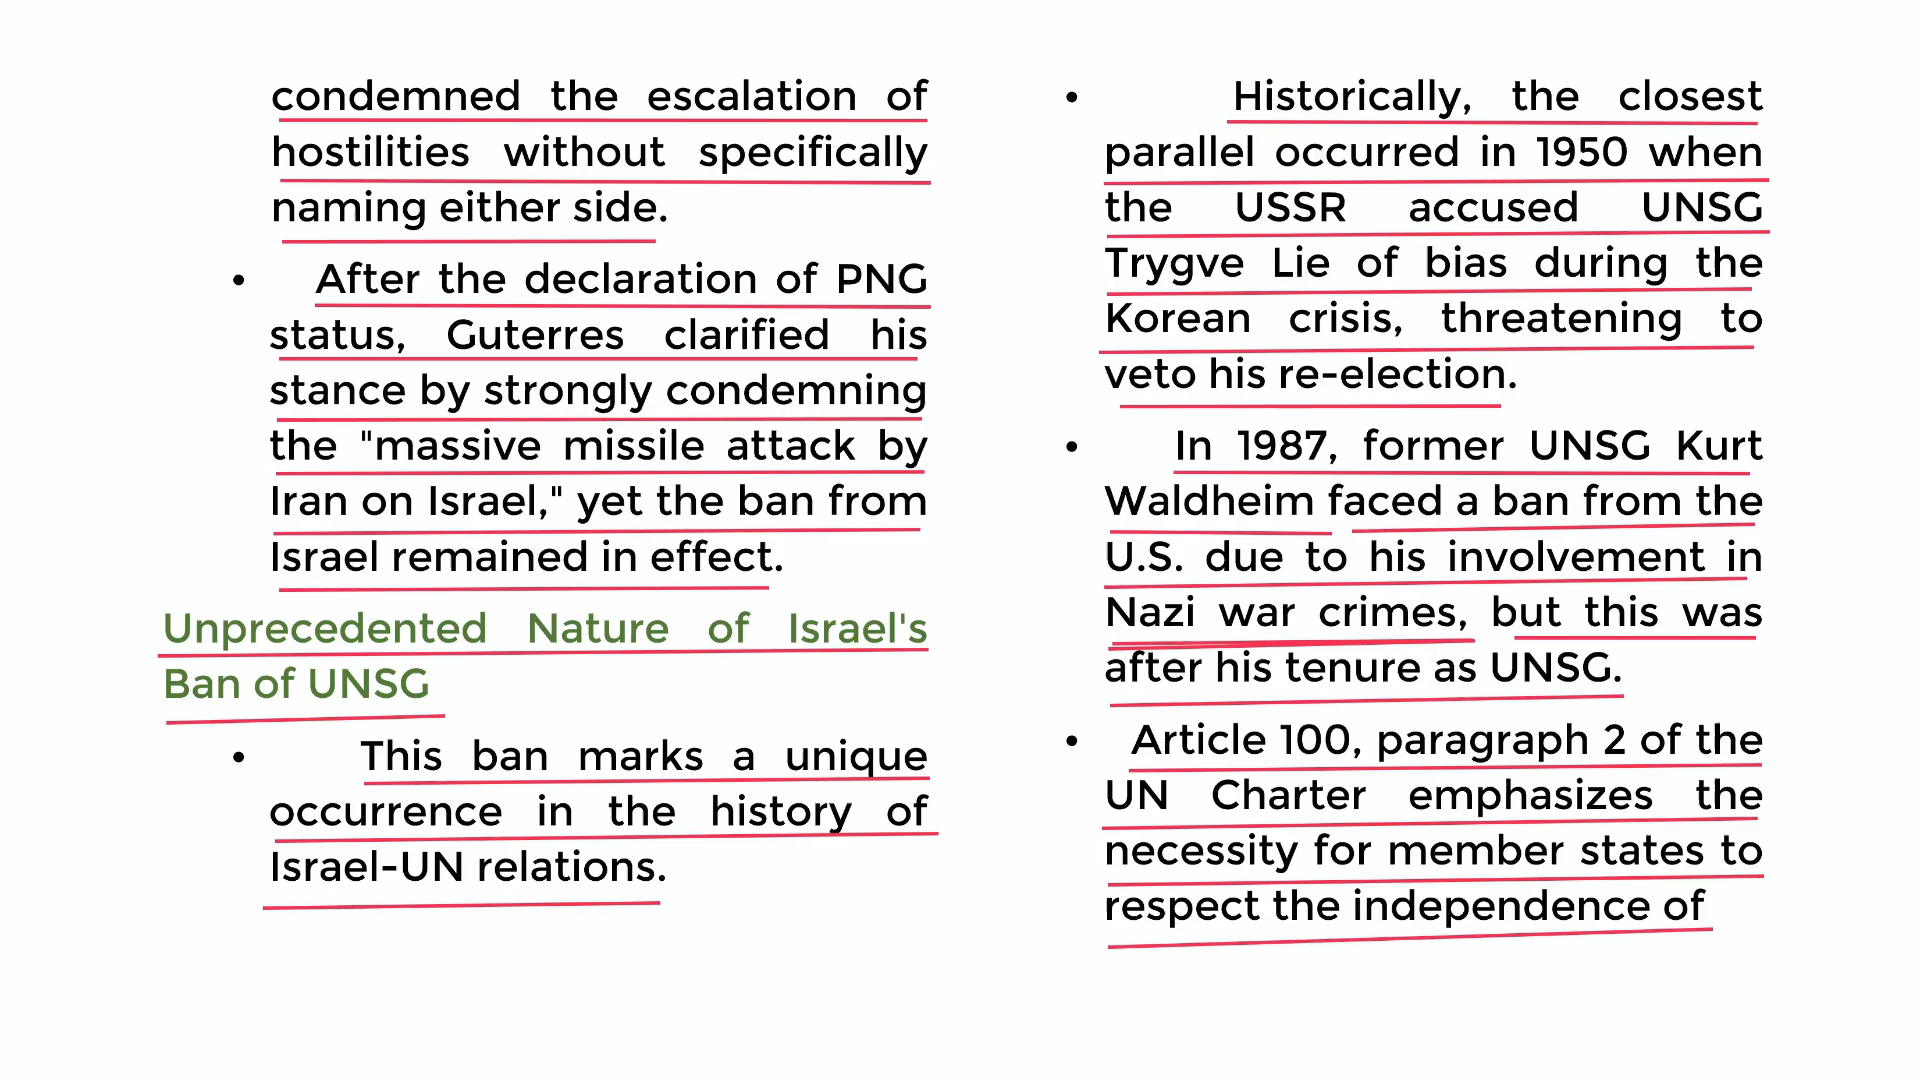 condemned the escalation of
hostilities without specifically
naming either side.
• After the declaration of PNG
status, Guterres clarified his
stance by strongly condemning
the "massive missile attack by
Iran on Israel," yet the ban from
Israel remained in effect.
Unprecedented Nature of Israel's
Ban of UNSG
• This ban marks a unique
occurrence in the history of
Israel-UN relations.
• Historically, the closest
parallel occurred in 1950 when
the USSR accused UNSG
Trygve Lie of bias during the
Korean crisis, threatening to
veto his re-election.
• In 1987, former UNSG Kurt
Waldheim faced a ban from the
U.S. due to his involvement in
Nazi war crimes, but this was
after his tenure as UNSG.
• Article 100, paragraph 2 of the
UN Charter emphasizes the
necessity for member states to
respect the independence of